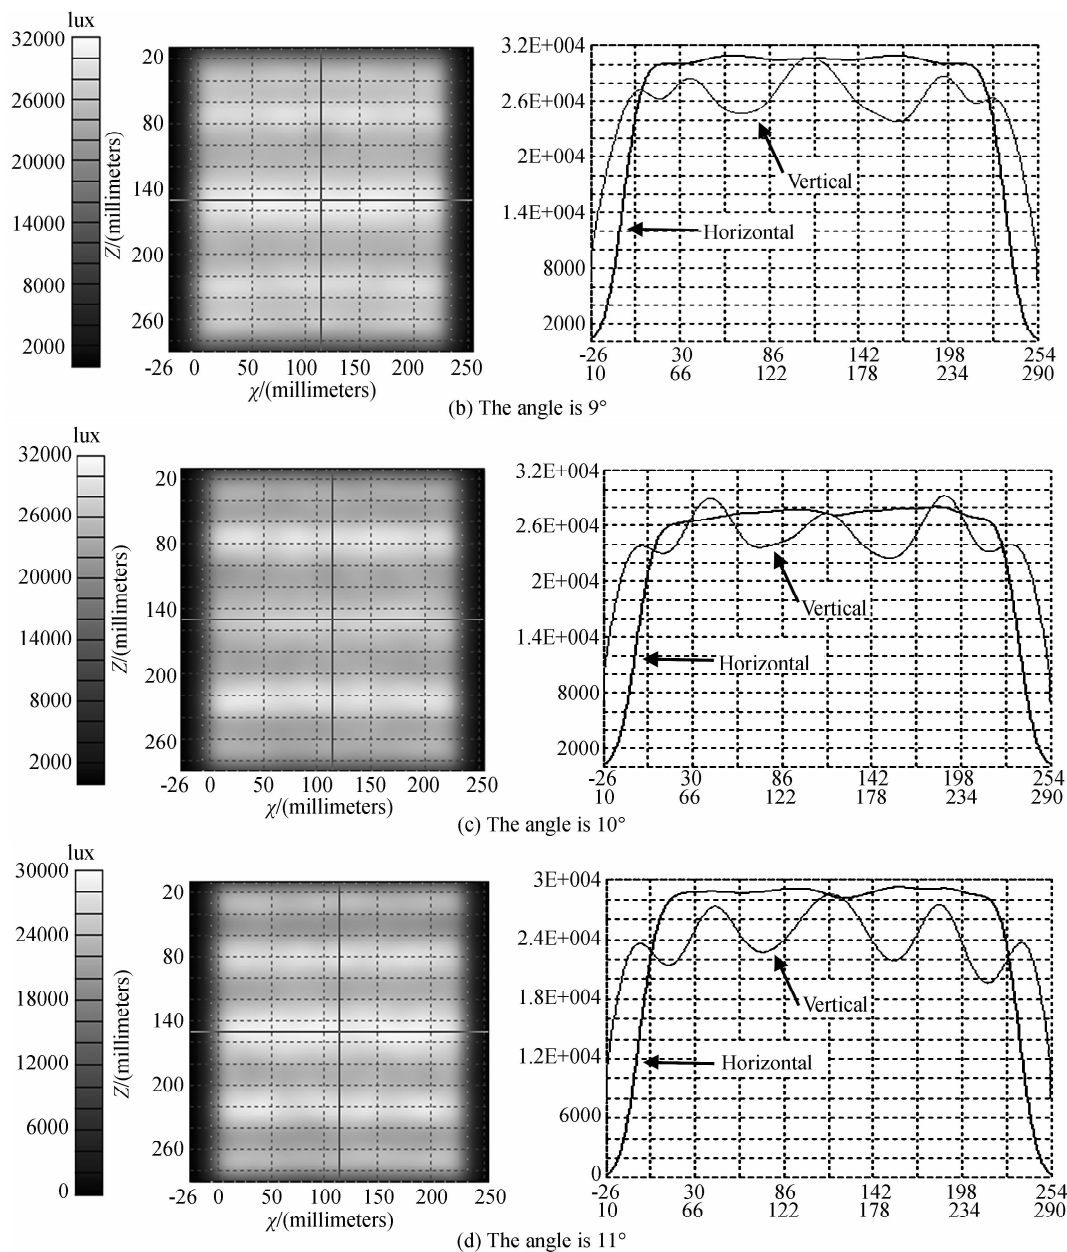 lux
32000
26000
20000
14000
8000
2000
Z/(millimeters)
20
80
140
200
260
-26 0 50 100 150 200 250
χ/(millimeters)
3.2E+004
2.6E+004
2E+004
1.4E+004
8000
2000
Vertical
Horizontal
-26 30 86 142 198 254
10 66 122 178 234 290
(b) The angle is 9°
lux
32000
26000
20000
14000
8000
2000
Z/(millimeters)
20
80
140
200
260
-26 0 50 100 150 200 250
χ/(millimeters)
3.2E+004
2.6E+004
2E+004
1.4E+004
8000
2000
Vertical
Horizontal
-26 30 86 142 198 254
10 66 122 178 234 290
(c) The angle is 10°
lux
30000
24000
18000
12000
6000
0
Z/(millimeters)
20
80
140
200
260
-26 0 50 100 150 200 250
χ/(millimeters)
3E+004
2.4E+004
1.8E+004
1.2E+004
6000
0
Vertical
Horizontal
-26 30 86 142 198 254
10 66 122 178 234 290
(d) The angle is 11°